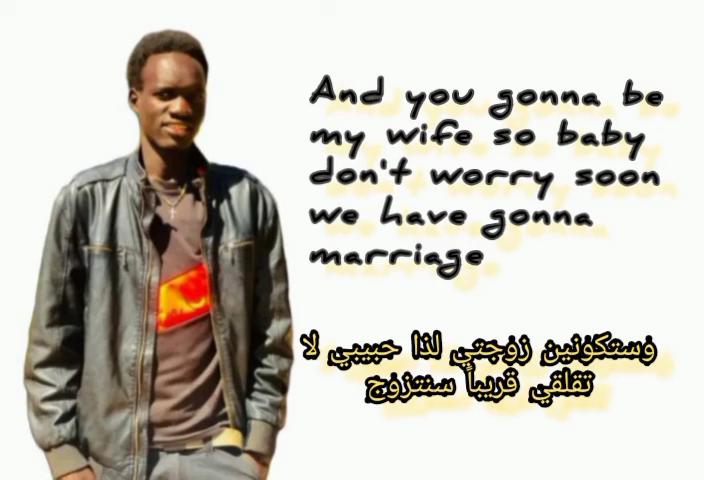 And you gonna be
my wife so baby
don't worry soon
we have gonna
marriage
وستكونين زوجتي لذا حبيبي لا
تقلقي قريباً سنتزوج